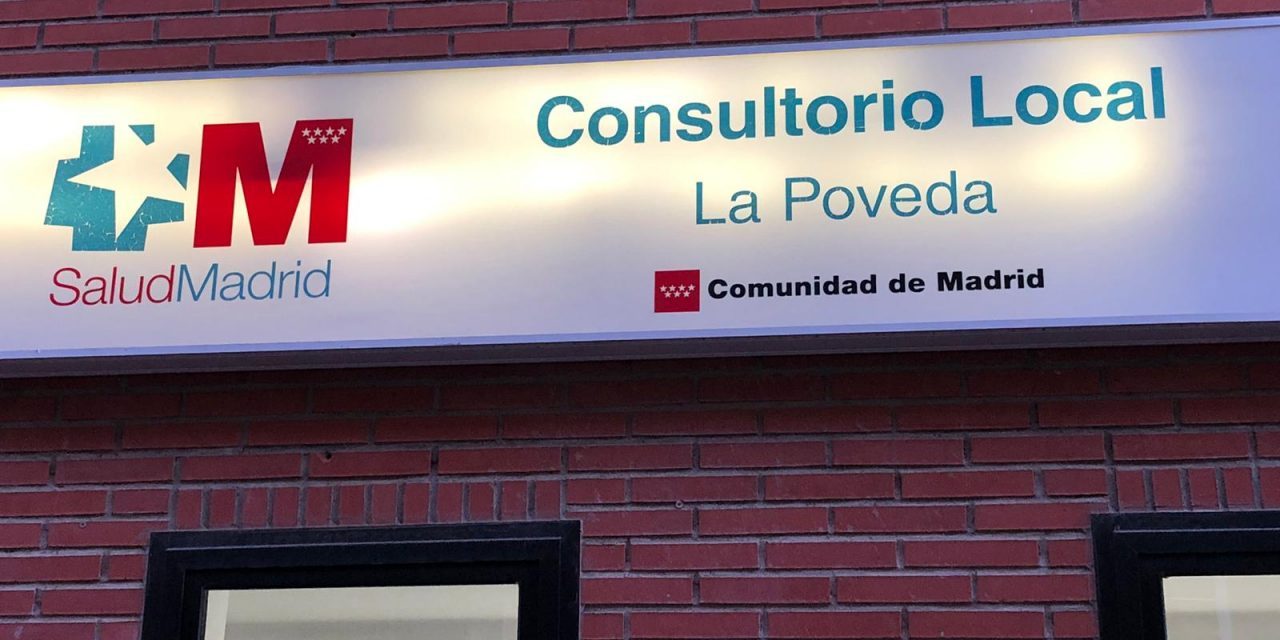 M
SaludMadrid
Consultorio Local
La Poveda
Comunidad de Madrid